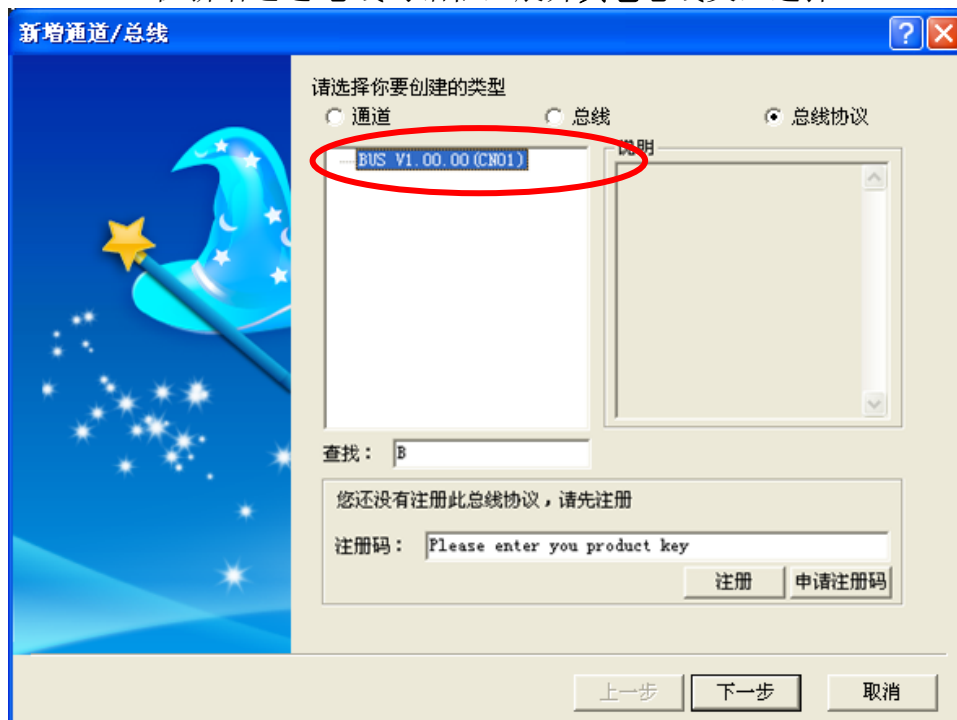 新增通道/总线
请选择你要创建的类型
通道 总线 总线协议
BUS V1.00.00(CN01)
说明
查找： B
您还没有注册此总线协议，请先注册
注册码： Please enter you product key
注册 申请注册码
上一步 下一步 取消